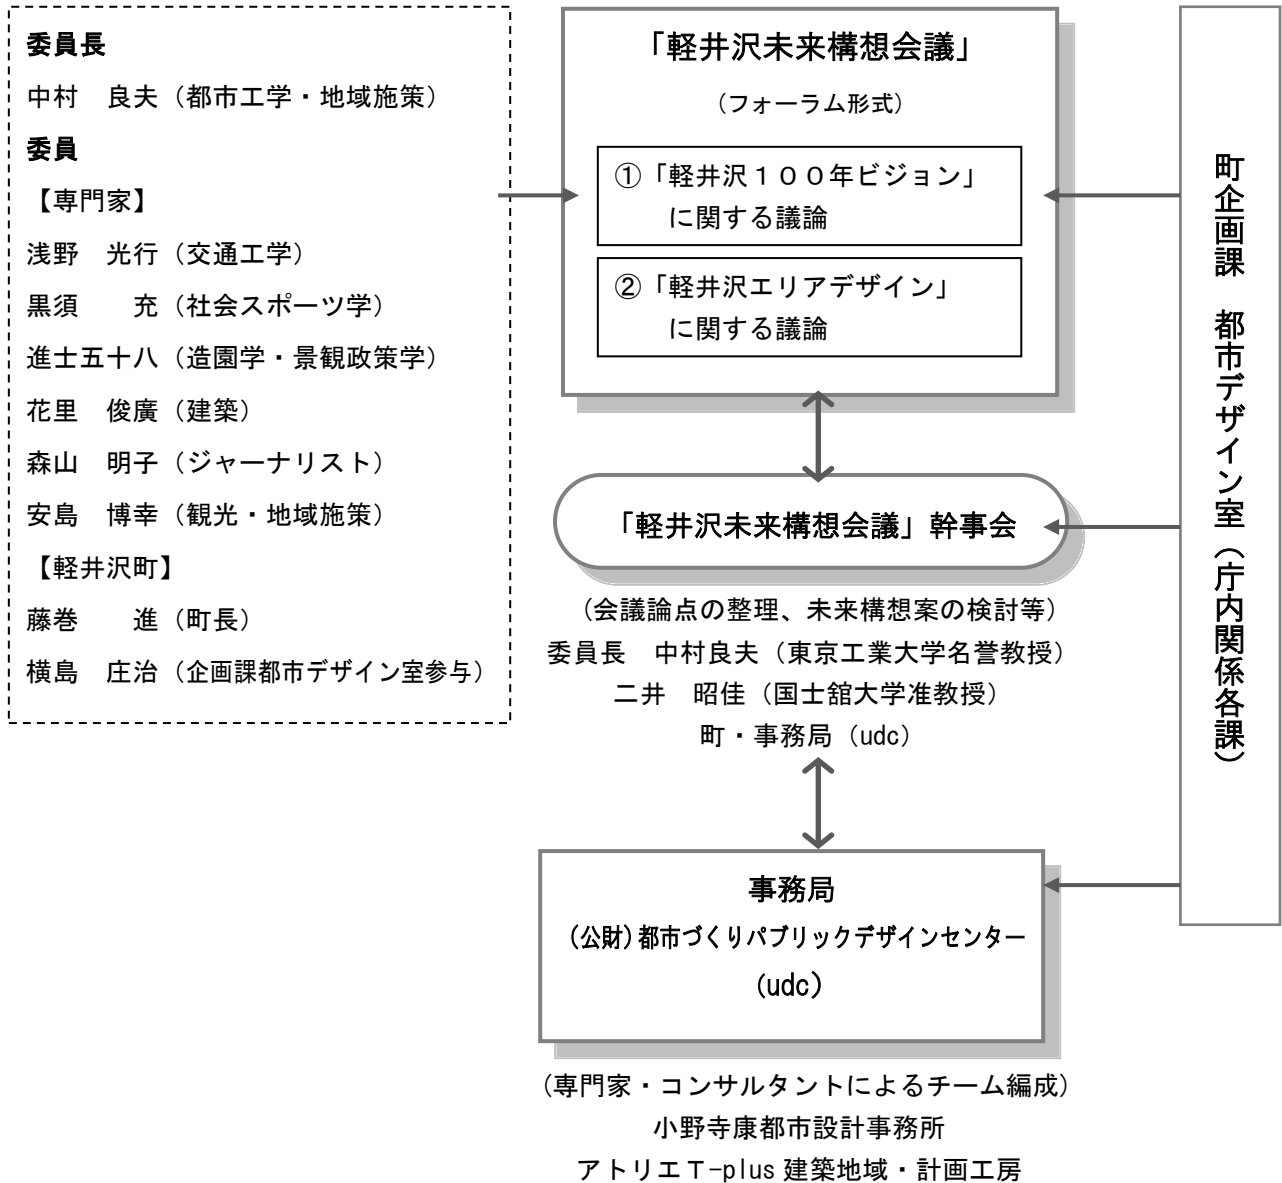 委員長
中村　良夫（都市工学・地域施策）
委員
【専門家】
浅野　光行（交通工学）
黒須　　充（社会スポーツ学）
進士五十八（造園学・景観政策学）
花里　俊廣（建築）
森山　明子（ジャーナリスト）
安島　博幸（観光・地域施策）
【軽井沢町】
藤巻　　進（町長）
横島　庄治（企画課都市デザイン室参与）
「軽井沢未来構想会議」
（フォーラム形式）
①「軽井沢１００年ビジョン」
に関する議論
②「軽井沢エリアデザイン」
に関する議論
「軽井沢未来構想会議」幹事会
（会議論点の整理、未来構想案の検討等）
委員長　中村良夫（東京工業大学名誉教授）
二井　昭佳（国士舘大学准教授）
町・事務局（udc）
事務局
（公財）都市づくりパブリックデザインセンター
（udc）
（専門家・コンサルタントによるチーム編成）
小野寺康都市設計事務所
アトリエＴ-plus 建築地域・計画工房
町企画課　都市デザイン室（庁内関係各課）